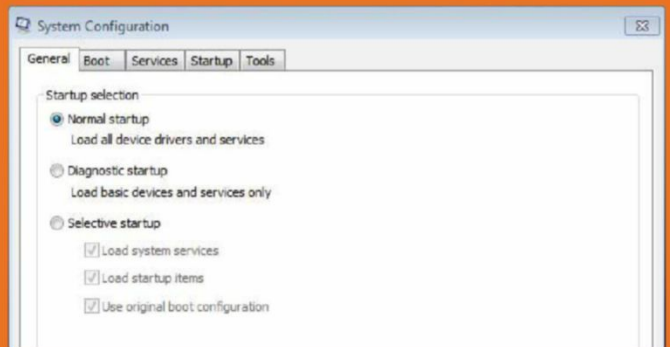 System Configuration
General Boot Services Startup Tools
Startup selection
Normal startup
Load all device drivers and services
Diagnostic startup
Load basic devices and services only
Selective startup
Load system services
Load startup items
Use original boot configuration